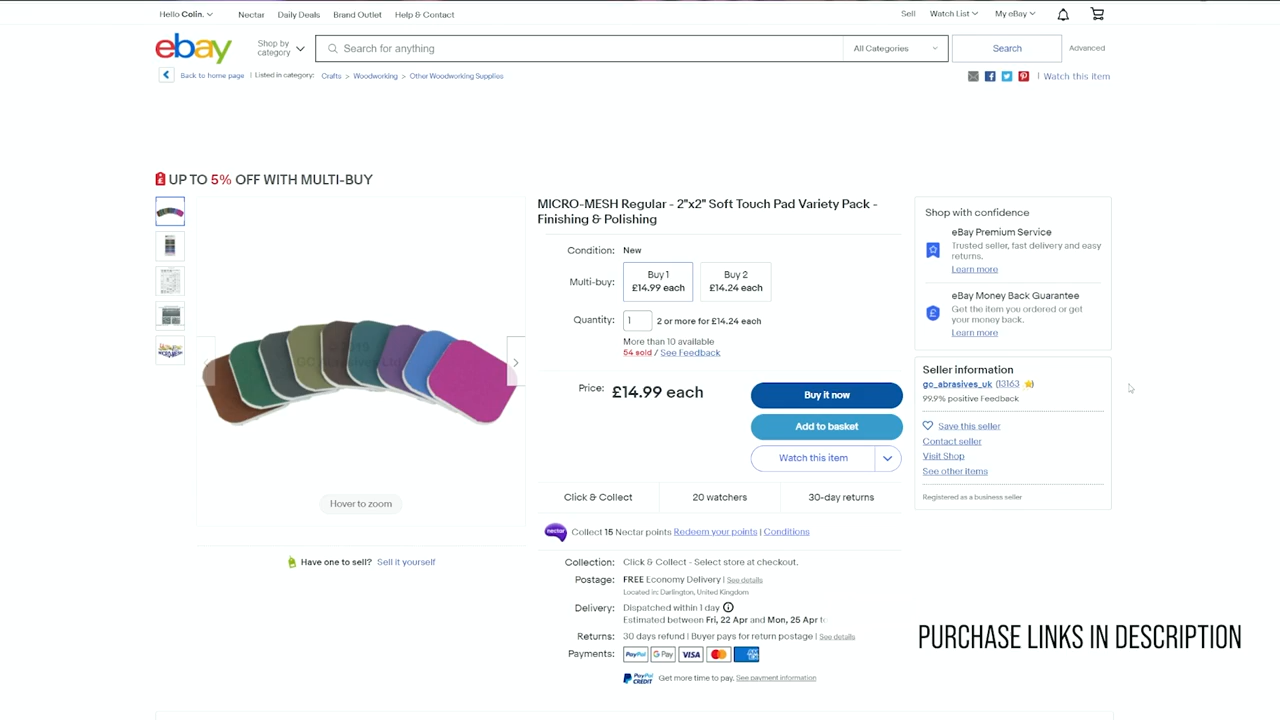 Hello Colin.
Nectar
Daily Deals
Brand Outlet
Help & Contact
Sell
Watch List
My eBay
ebay
Shop by category
Search for anything
All Categories
Search
Advanced
Back to home page | Listed in category:
Crafts > Woodworking > Other Woodworking Supplies
| Watch this item
UP TO 5% OFF WITH MULTI-BUY
MICRO-MESH Regular - 2"x2" Soft Touch Pad Variety Pack -
Finishing & Polishing
Condition: New
Multi-buy:
Buy 1
£14.99 each
Buy 2
£14.24 each
Quantity: 1 2 or more for £14.24 each
More than 10 available
54 sold / See Feedback
Price: £14.99 each
Buy it now
Add to basket
Watch this item
Click & Collect
20 watchers
30-day returns
nectar Collect 15 Nectar points Redeem your points | Conditions
Collection: Click & Collect - Select store at checkout.
Postage: FREE Economy Delivery | See details
Located in: Darlington, United Kingdom
Delivery: Dispatched within 1 day
Estimated between Fri, 22 Apr and Mon, 25 Apr to
Returns: 30 days refund | Buyer pays for return postage | See details
Payments: PayPal G Pay VISA
PayPal CREDIT Get more time to pay. See payment information
Hover to zoom
Have one to sell? Sell it yourself
Shop with confidence
eBay Premium Service
Trusted seller, fast delivery and easy
returns.
Learn more
eBay Money Back Guarantee
Get the item you ordered or get
your money back.
Learn more
Seller information
gc_abrasives_uk (13163)
99.9% positive Feedback
Save this seller
Contact seller
Visit Shop
See other items
Registered as a business seller
PURCHASE LINKS IN DESCRIPTION